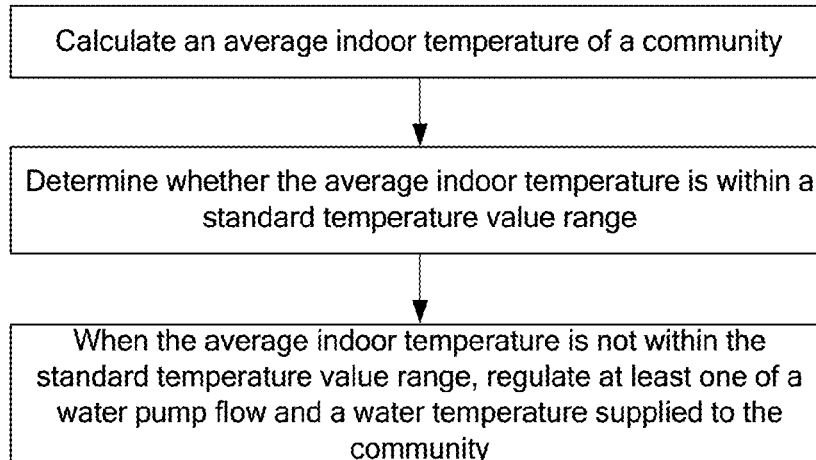 Calculate an average indoor temperature of a community
Determine whether the average indoor temperature is within a
standard temperature value range
When the average indoor temperature is not within the
standard temperature value range, regulate at least one of a
water pump flow and a water temperature supplied to the
community